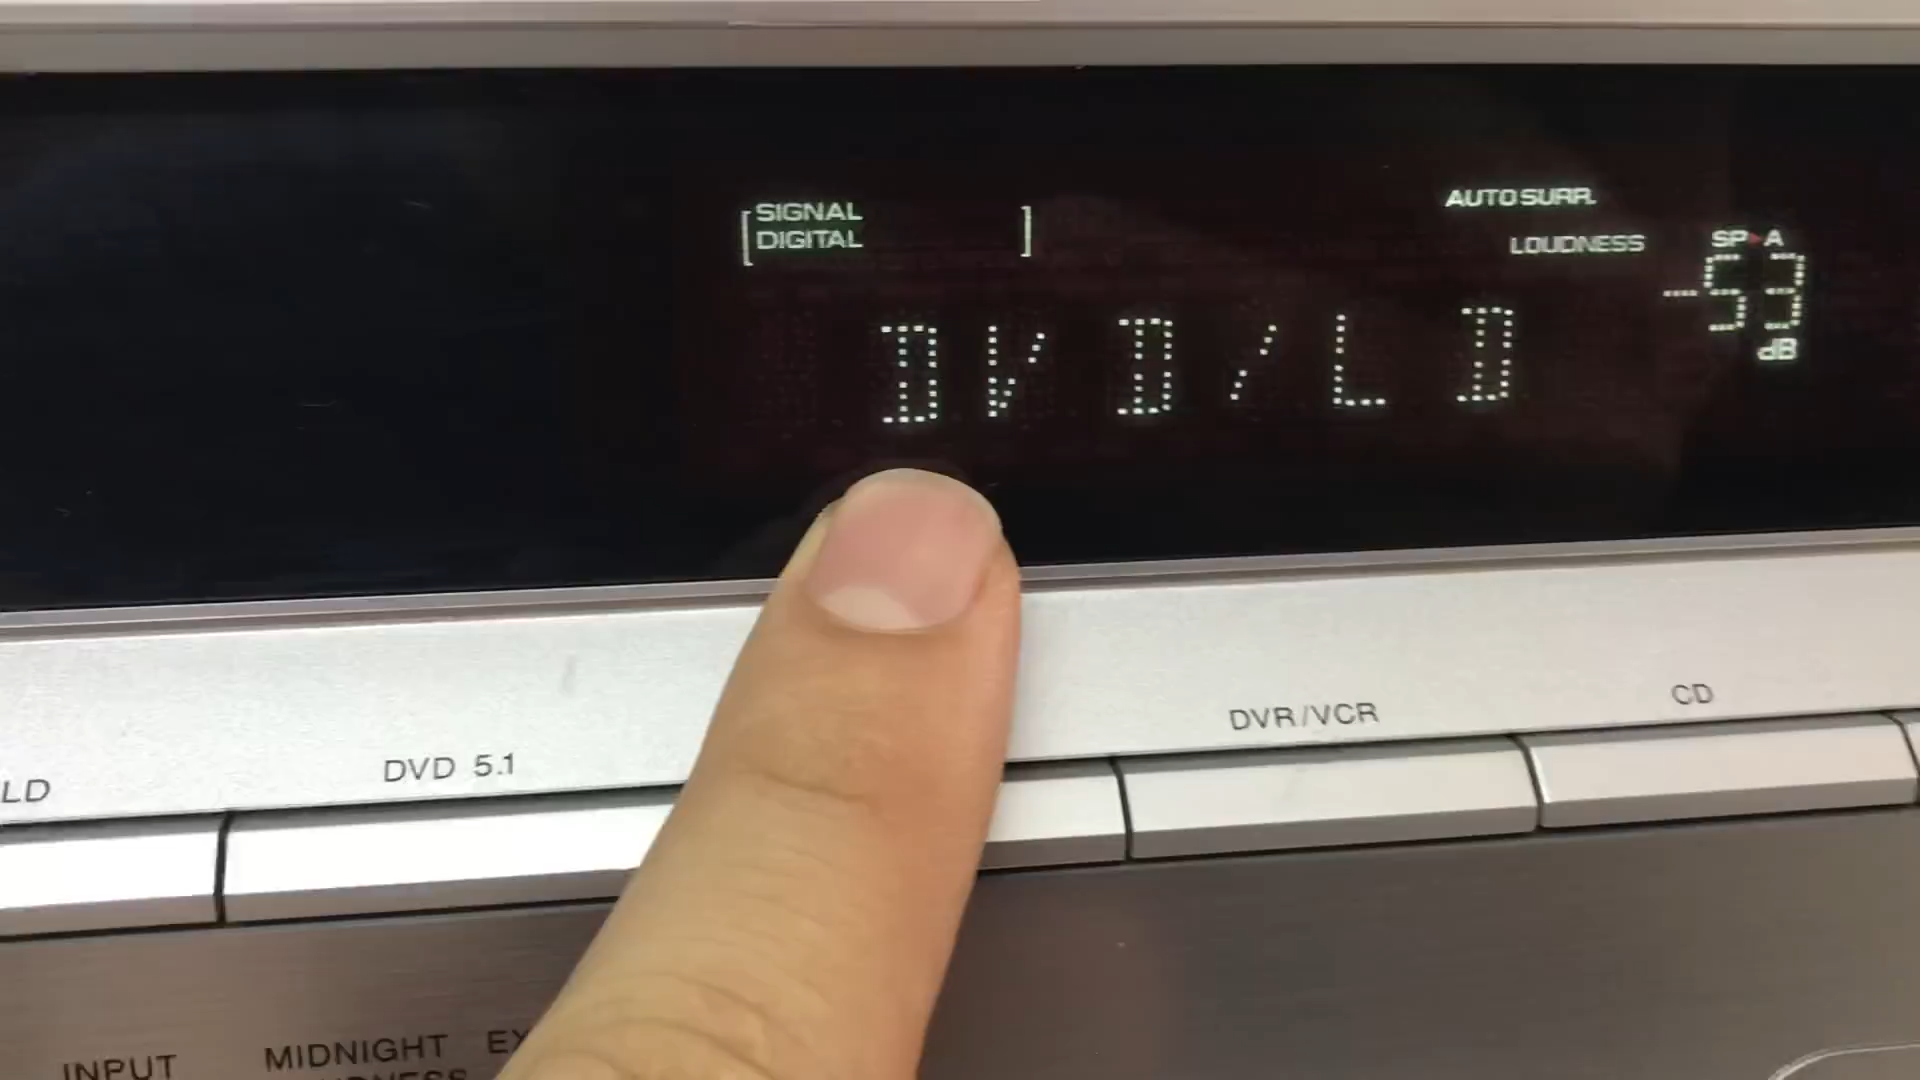 SIGNAL
DIGITAL
AUTO SURR.
LOUDNESS
SP▸A
-53
dB
DVD/LD
LD
DVD 5.1
DVR/VCR
CD
INPUT
MIDNIGHT